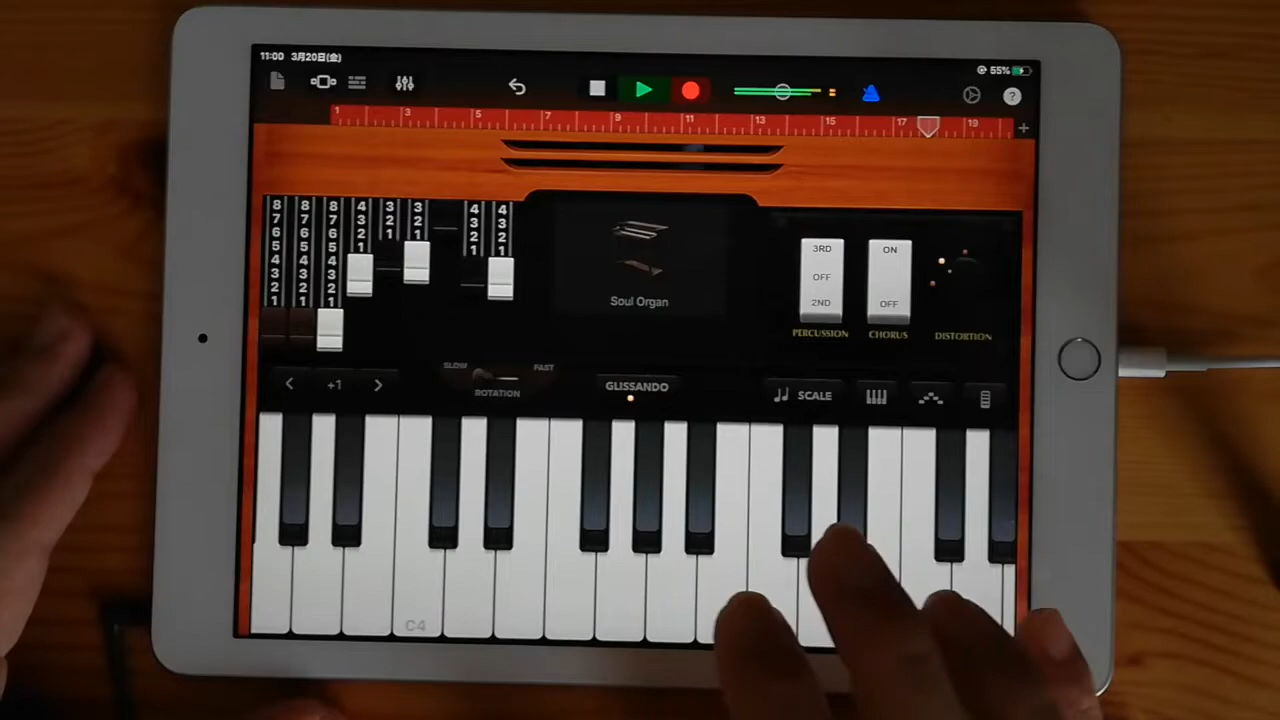 11:00 3月20日(金)
55%
?
1 3 5 7 9 11 13 15 17 19
8 8 8 4 3 3 4 4
7 7 7 3 2 2 3 3
6 6 6 2 1 1 2 2
5 5 5 1 1 1
4 4 4
3 3 3
2 2 2
1 1 1
Soul Organ
3RD
OFF
2ND
PERCUSSION
ON
OFF
CHORUS
DISTORTION
+1
SLOW FAST
ROTATION
GLISSANDO
SCALE
C4